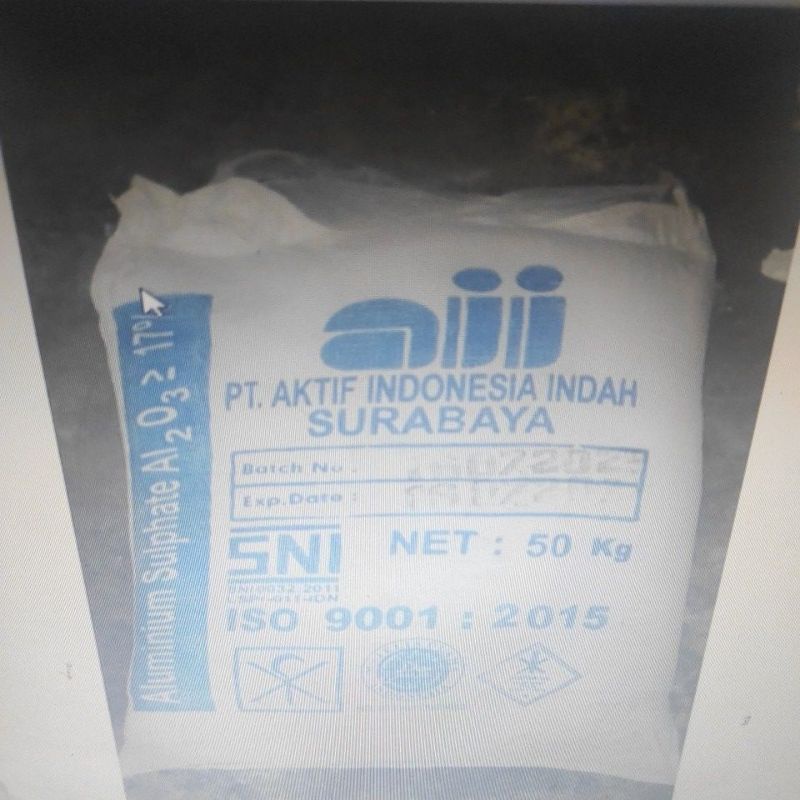 aii
PT. AKTIF INDONESIA INDAH
SURABAYA
Batch No. :
Exp.Date :
SNI
NET : 50 Kg
ISO 9001 : 2015
Aluminium Sulphate Al2O3 ≥ 17%